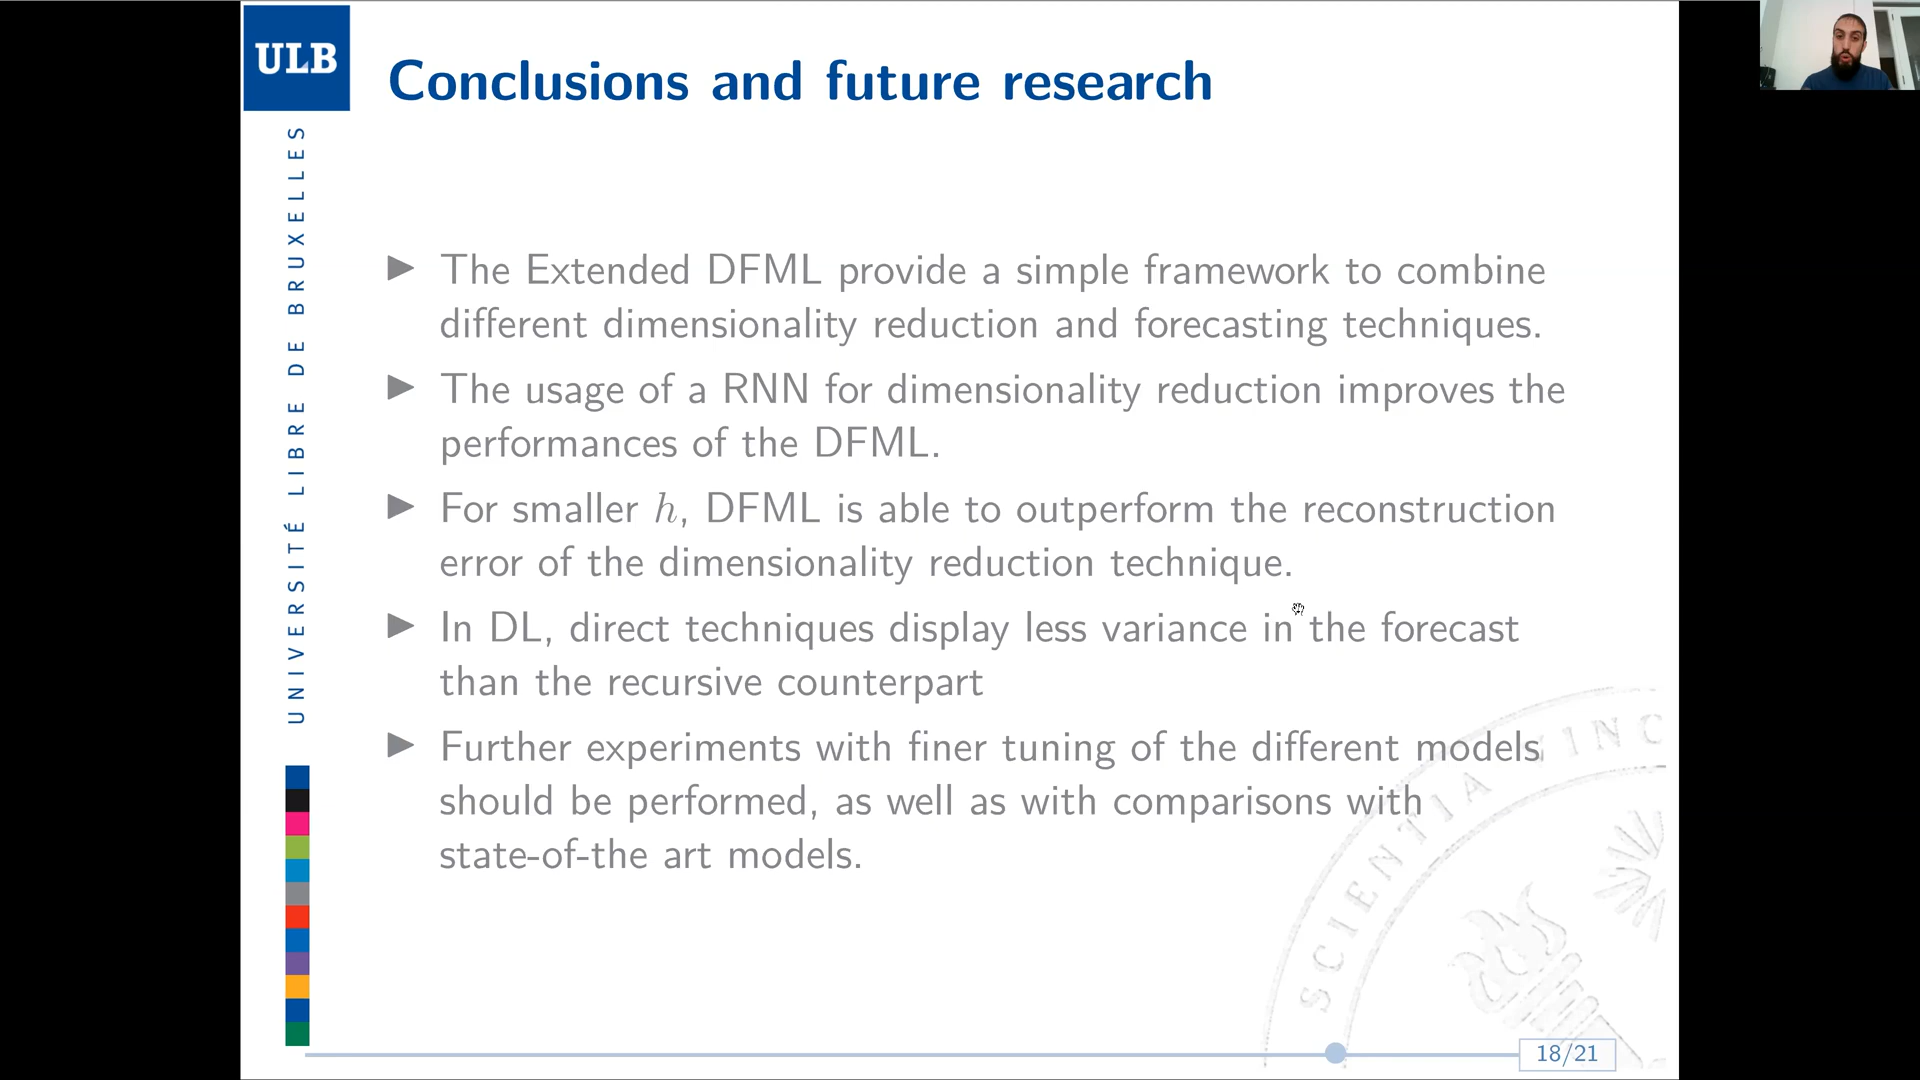 ULB
Conclusions and future research
UNIVERSITÉ LIBRE DE BRUXELLES
▶ The Extended DFML provide a simple framework to combine
different dimensionality reduction and forecasting techniques.
▶ The usage of a RNN for dimensionality reduction improves the
performances of the DFML.
▶ For smaller h, DFML is able to outperform the reconstruction
error of the dimensionality reduction technique.
▶ In DL, direct techniques display less variance in the forecast
than the recursive counterpart
▶ Further experiments with finer tuning of the different models
should be performed, as well as with comparisons with
state-of-the art models.
SCIENTIA VINC
18/21